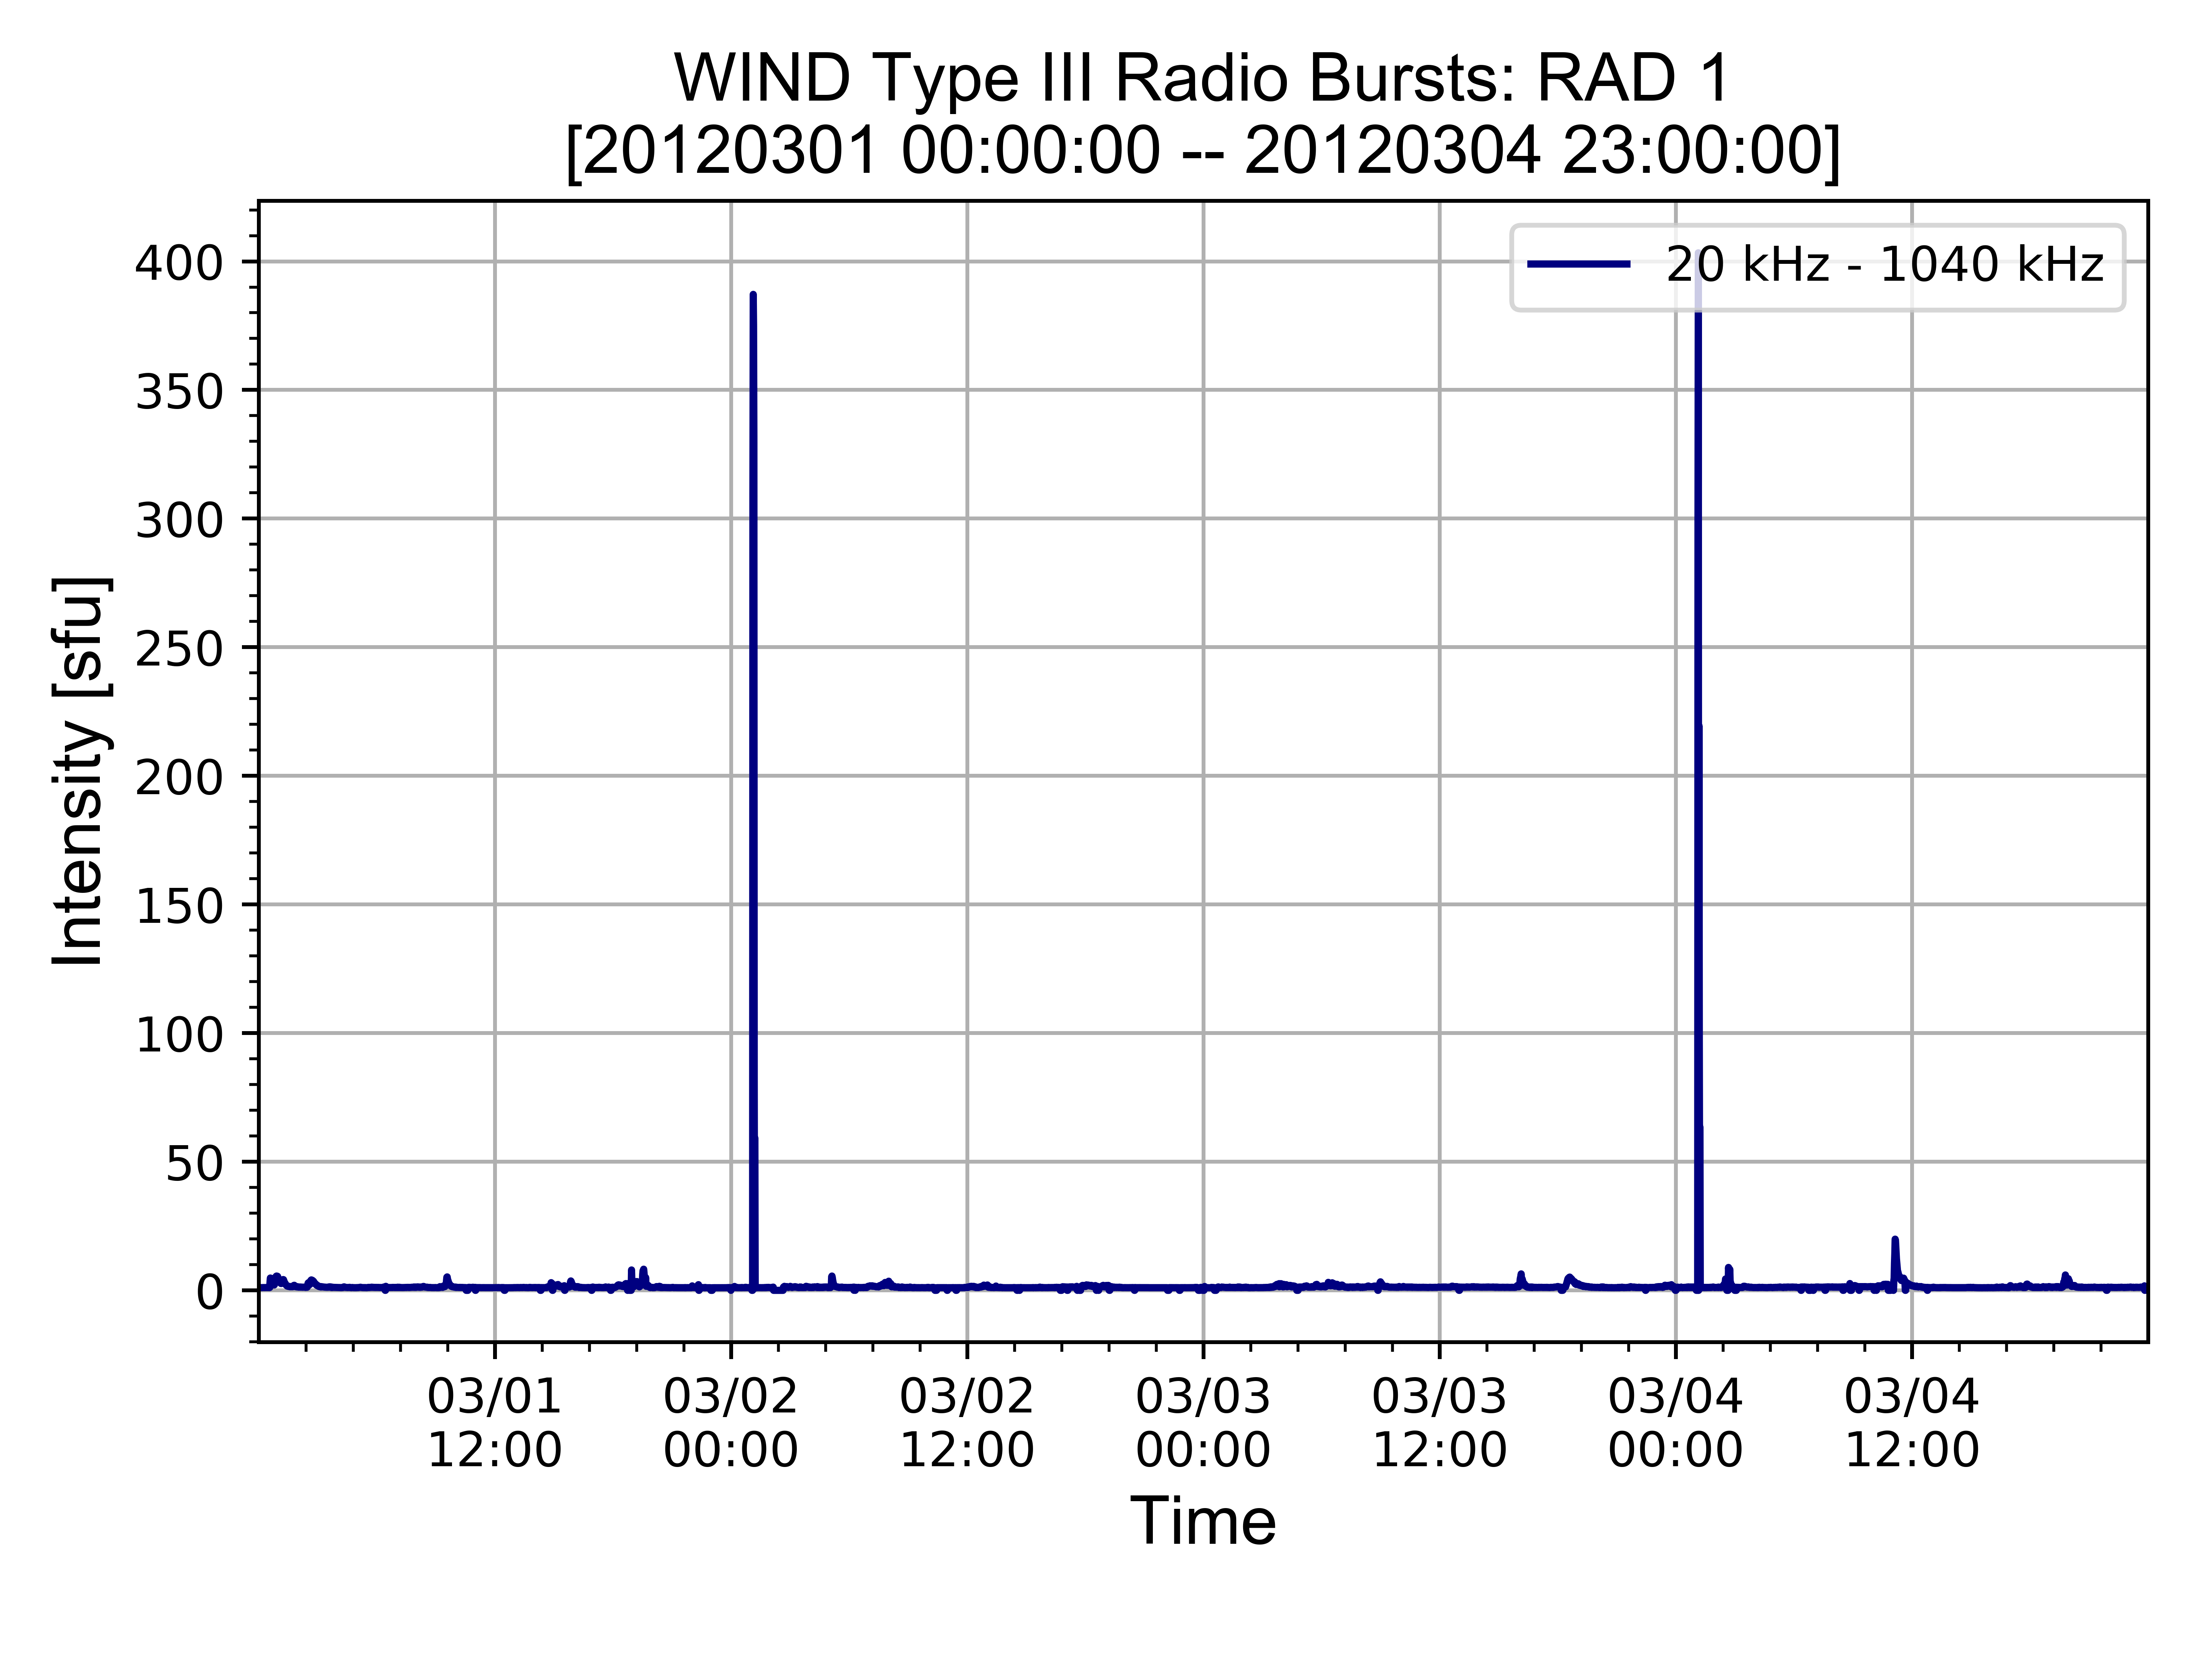 WIND Type III Radio Bursts: RAD 1
[20120301 00:00:00 -- 20120304 23:00:00]
20 kHz - 1040 kHz
400
350
300
250
200
150
100
50
0
Intensity [sfu]
03/01 03/02 03/02 03/03 03/03 03/04 03/04
12:00 00:00 12:00 00:00 12:00 00:00 12:00
Time